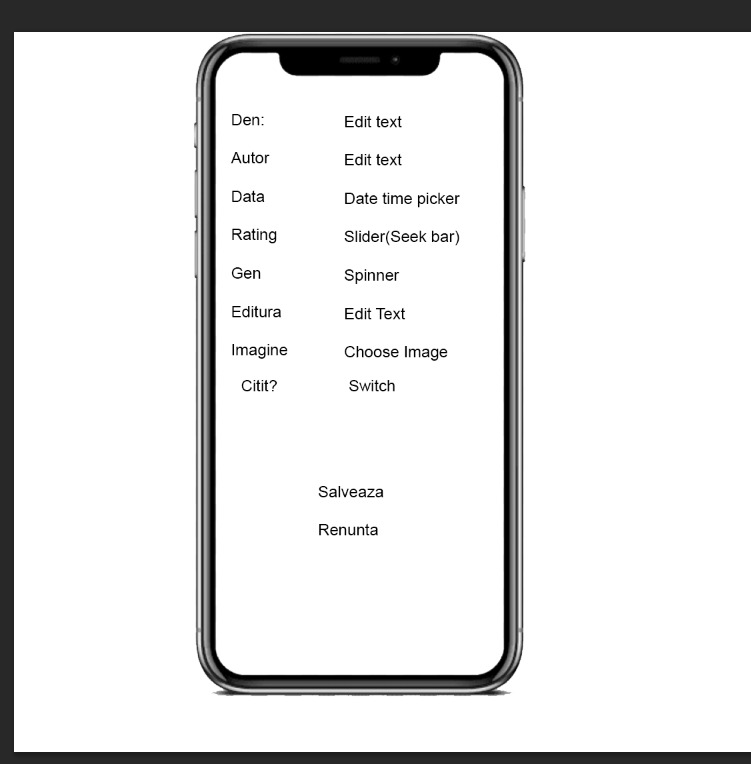 Den: Edit text
Autor Edit text
Data Date time picker
Rating Slider(Seek bar)
Gen Spinner
Editura Edit Text
Imagine Choose Image
Citit? Switch
Salveaza
Renunta